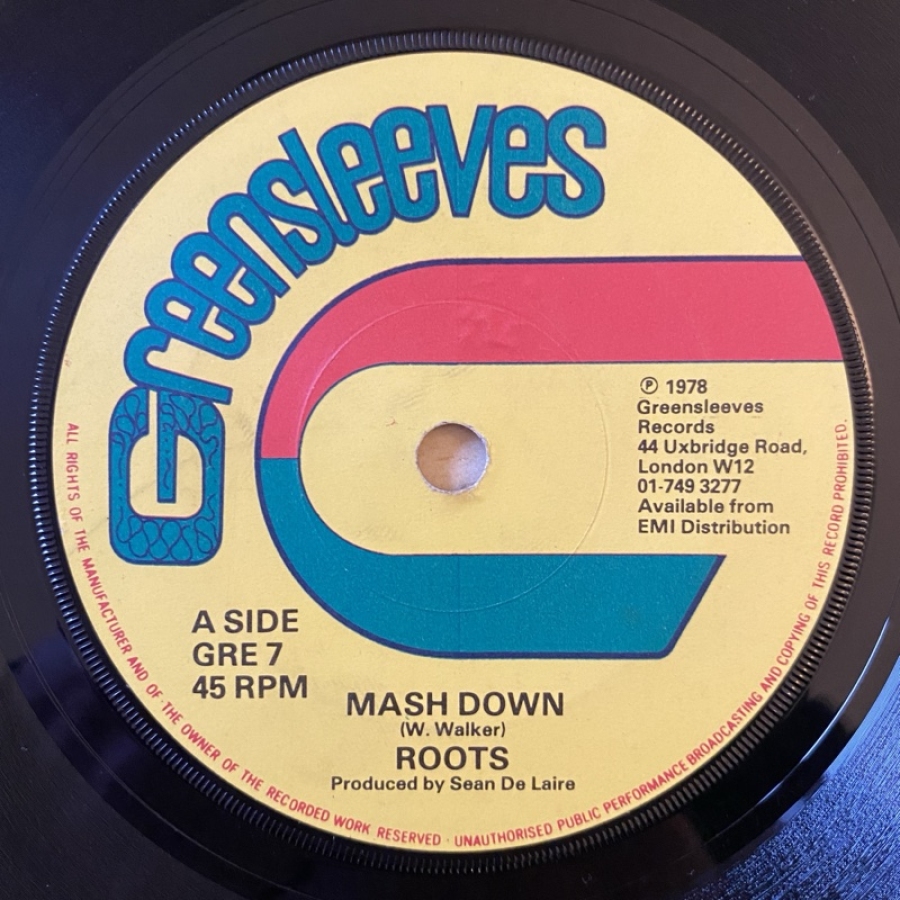 Greensleeves
℗ 1978
Greensleeves
Records
44 Uxbridge Road,
London W12
01-749 3277
Available from
EMI Distribution
A SIDE
GRE 7
45 RPM
MASH DOWN
(W. Walker)
ROOTS
Produced by Sean De Laire
ALL RIGHTS OF THE MANUFACTURER AND OF THE OWNER OF THE RECORDED WORK RESERVED · UNAUTHORISED PUBLIC PERFORMANCE BROADCASTING AND COPYING OF THIS RECORD PROHIBITED.